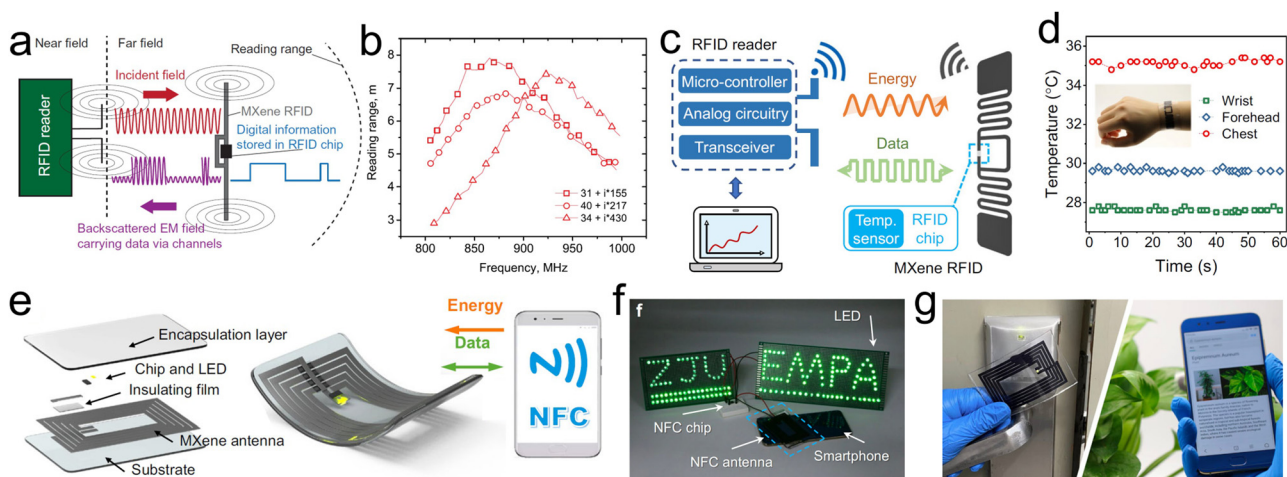 a
Near field
Far field
Reading range
Incident field
MXene RFID
Digital information
stored in RFID chip
RFID reader
Backscattered EM field
carrying data via channels
b
Reading range, m
8
7
6
5
4
3
31 + i*155
40 + i*217
34 + i*430
800
850
900
950
1000
Frequency, MHz
c
RFID reader
Micro-controller
Analog circuitry
Transceiver
Energy
Data
Temp.
sensor
RFID
chip
MXene RFID
d
Temperature (°C)
36
34
32
30
28
Wrist
Forehead
Chest
0
10
20
30
40
50
60
Time (s)
e
Encapsulation layer
Chip and LED
Insulating film
MXene antenna
Substrate
Energy
Data
NFC
f
f
LED
ZJU
EMPA
NFC chip
NFC antenna
Smartphone
g